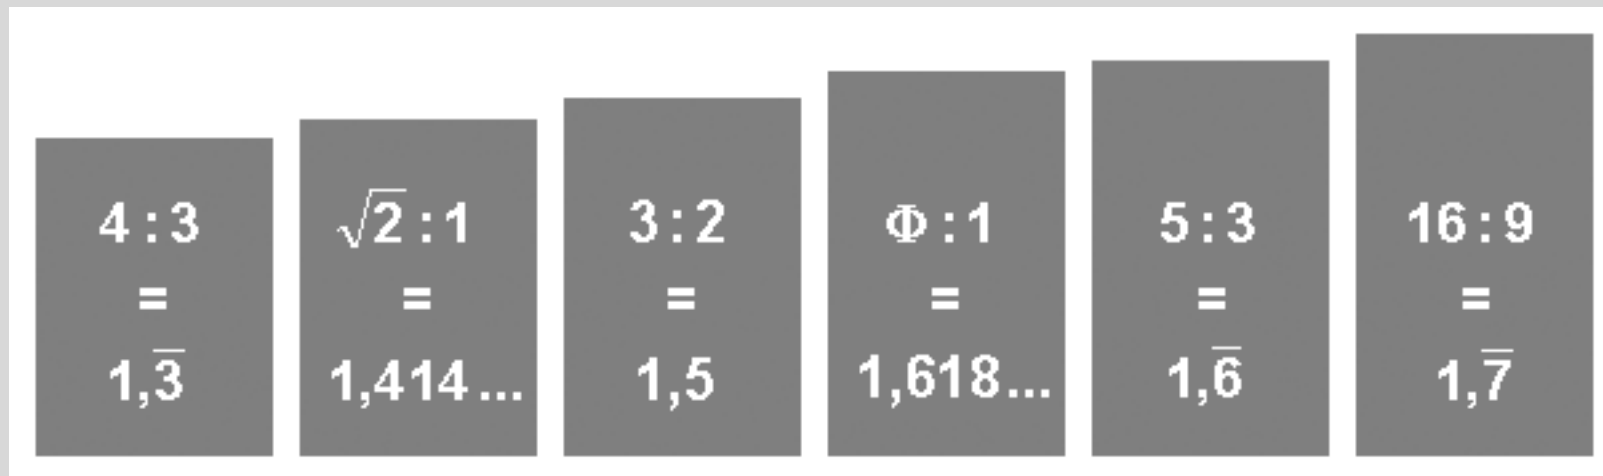 4 : 3
=
1,3̅
√2̅ : 1
=
1,414...
3 : 2
=
1,5
Φ : 1
=
1,618...
5 : 3
=
1,6̅
16 : 9
=
1,7̅